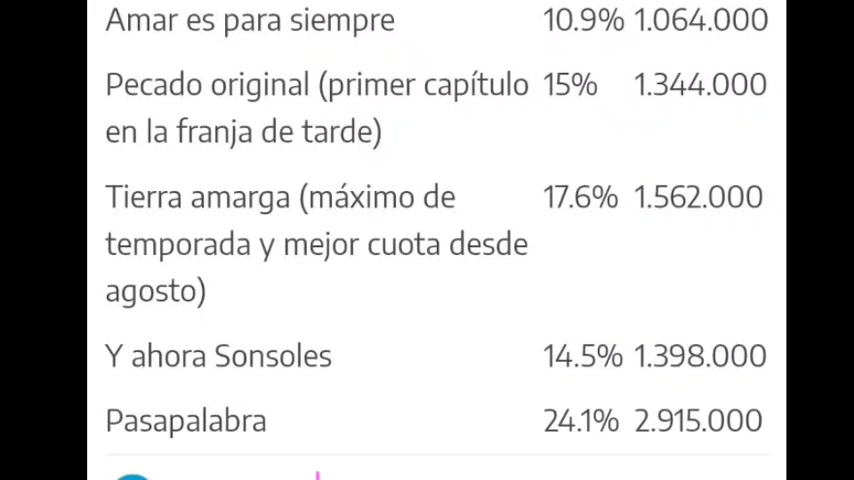 Amar es para siempre 10.9% 1.064.000
Pecado original (primer capítulo 15% 1.344.000
en la franja de tarde)
Tierra amarga (máximo de 17.6% 1.562.000
temporada y mejor cuota desde
agosto)
Y ahora Sonsoles 14.5% 1.398.000
Pasapalabra 24.1% 2.915.000